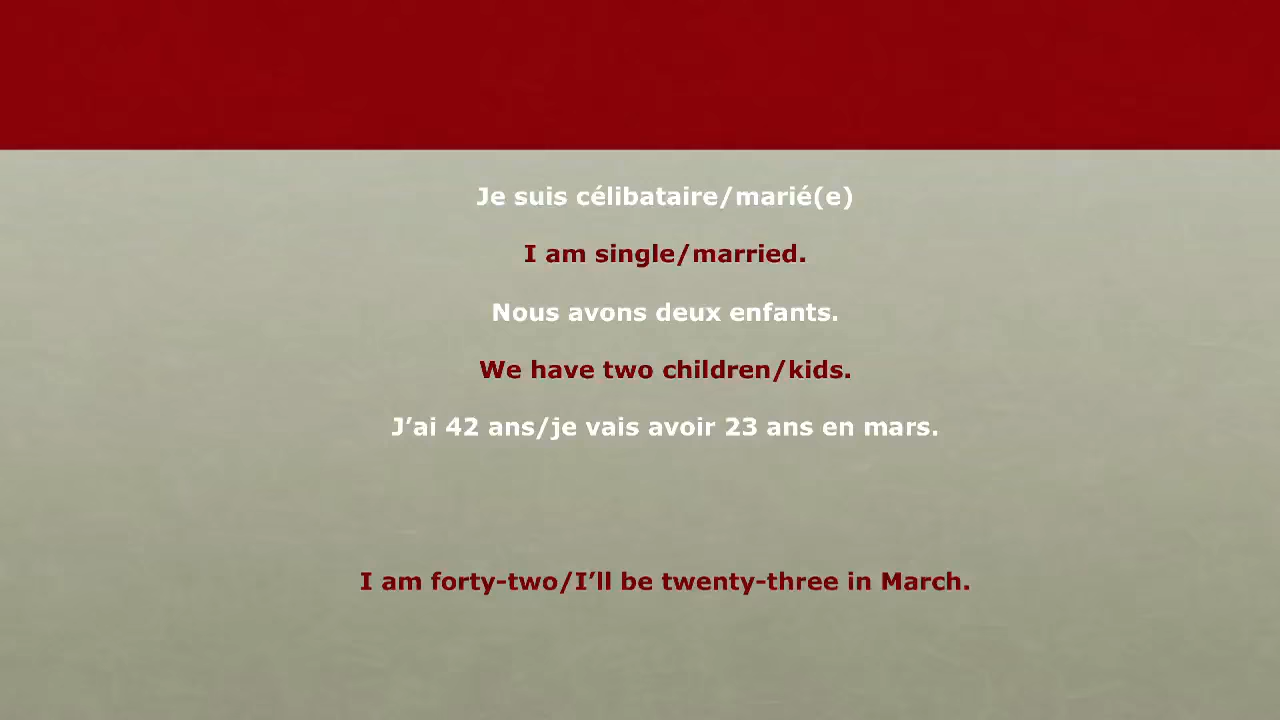 Je suis célibataire/marié(e)
I am single/married.
Nous avons deux enfants.
We have two children/kids.
J’ai 42 ans/je vais avoir 23 ans en mars.
I am forty-two/I’ll be twenty-three in March.